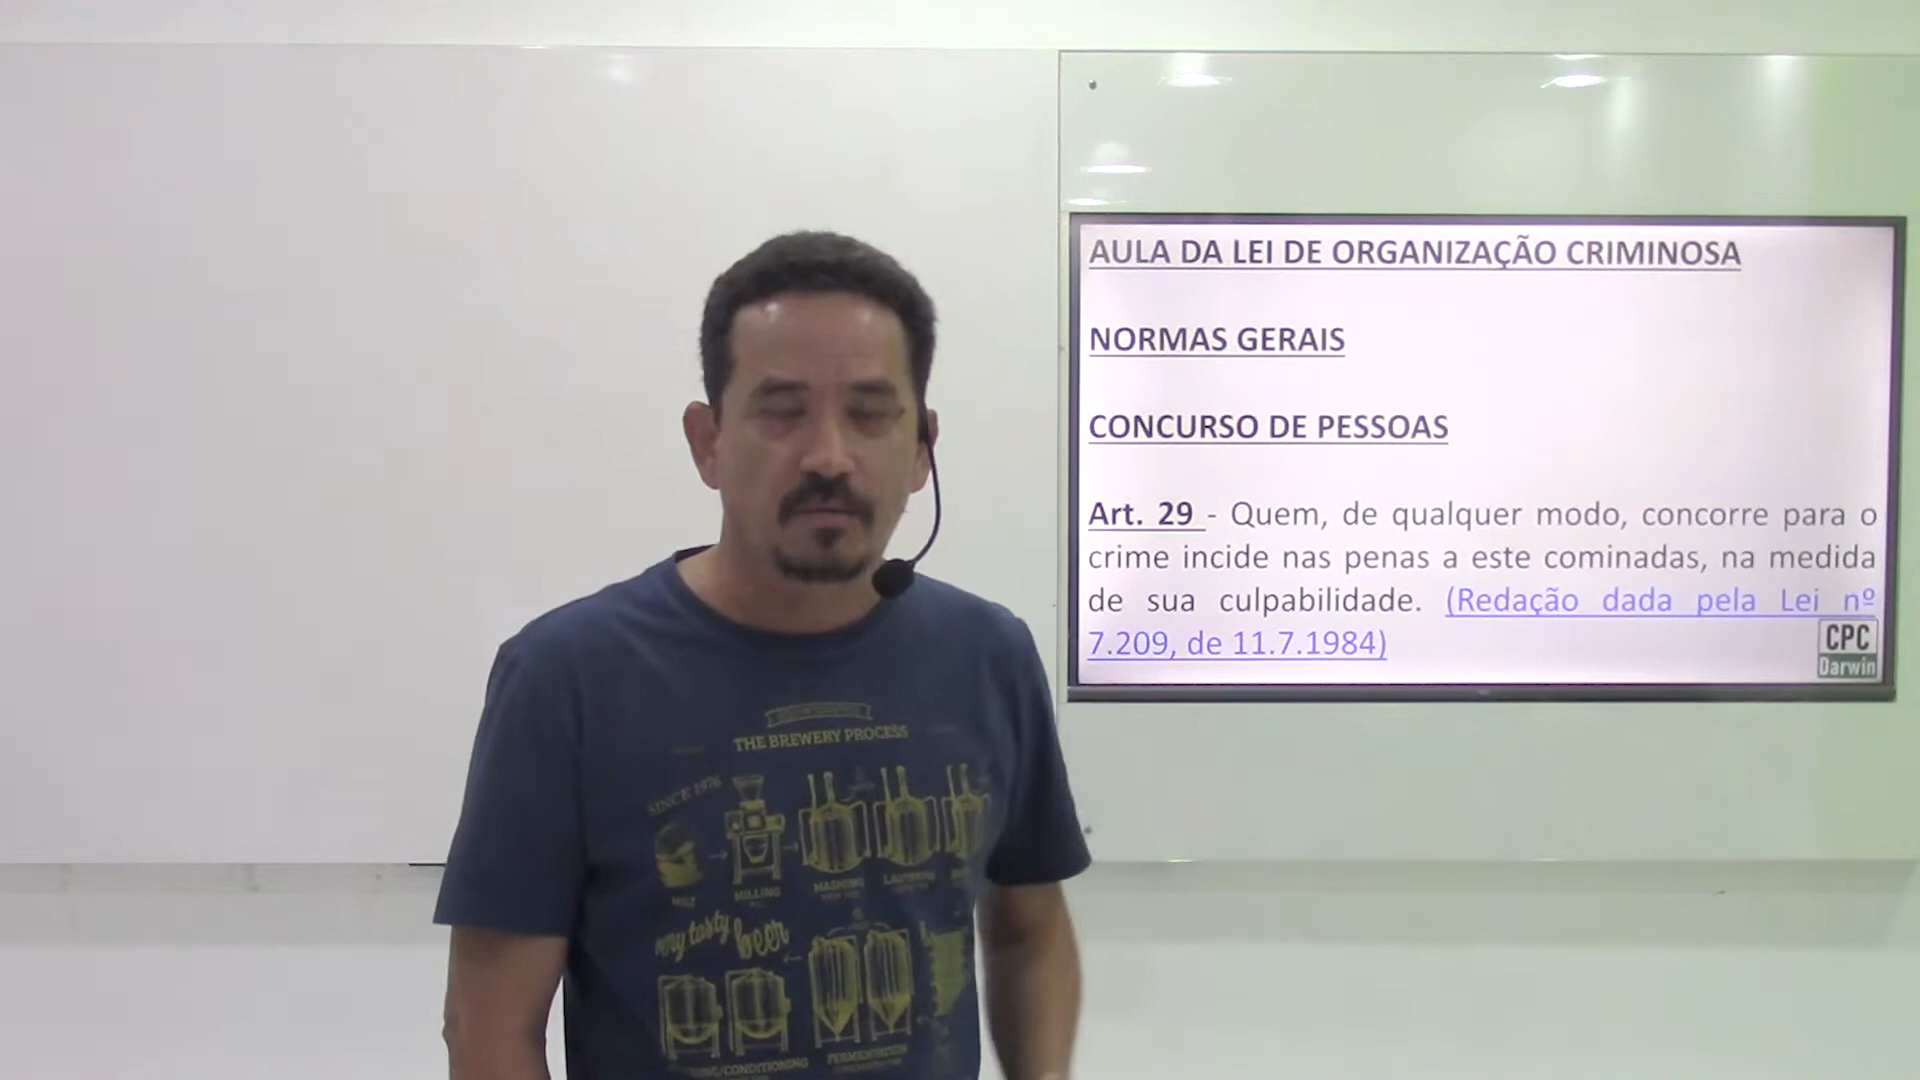 AULA DA LEI DE ORGANIZAÇÃO CRIMINOSA
NORMAS GERAIS
CONCURSO DE PESSOAS
Art. 29 - Quem, de qualquer modo, concorre para o
crime incide nas penas a este cominadas, na medida
de sua culpabilidade. (Redação dada pela Lei nº
7.209, de 11.7.1984)
CPC
Darwin
THE BREWERY PROCESS
SINCE 1976
MALT
MILLING
MASHING
very tasty beer
/CONDITIONING
FERMENTATION